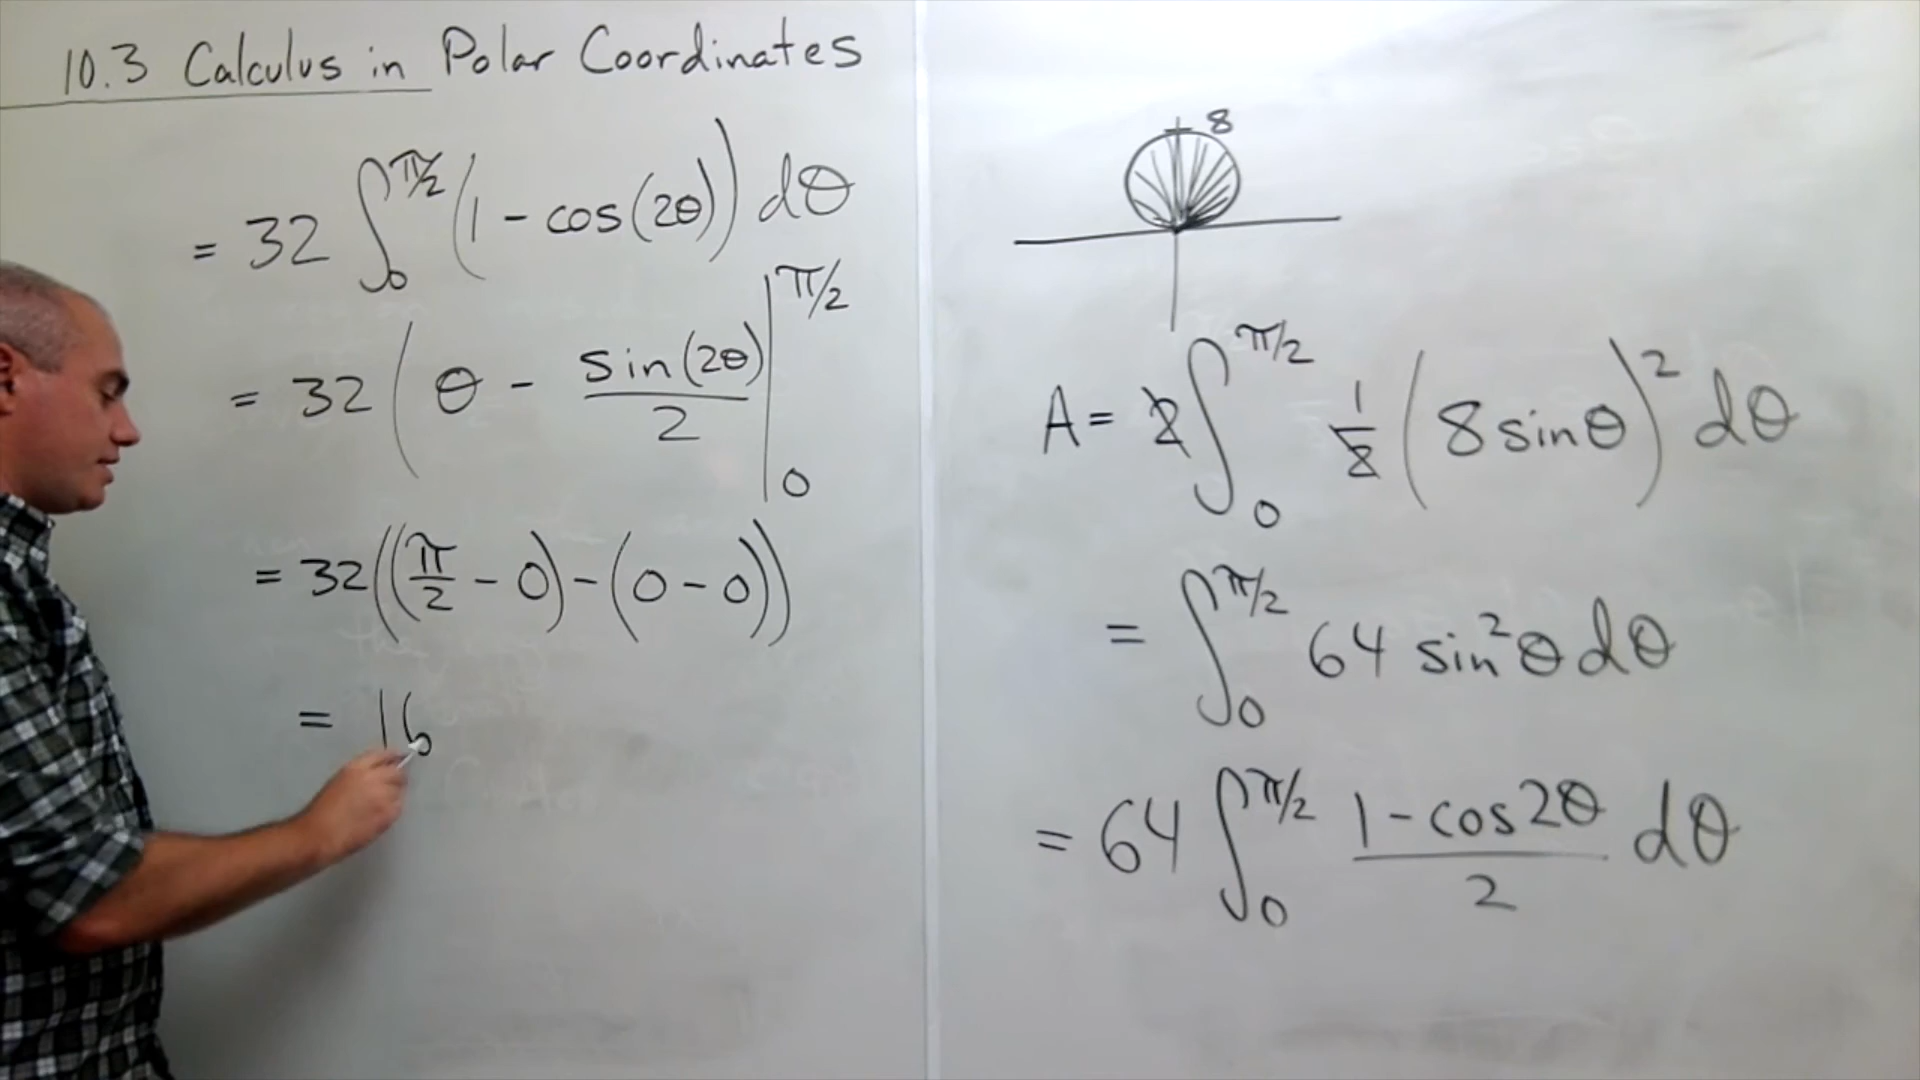 10.3 Calculus in Polar Coordinates
= 32 ∫₀^{π/2} (1 - cos(2θ)) dθ
= 32 (θ - sin(2θ)/2 |₀^{π/2}
= 32((π/2 - 0) - (0 - 0))
= 16
8
A = 2 ∫₀^{π/2} 1/2 (8 sinθ)² dθ
= ∫₀^{π/2} 64 sin²θ dθ
= 64 ∫₀^{π/2} (1 - cos2θ)/2 dθ